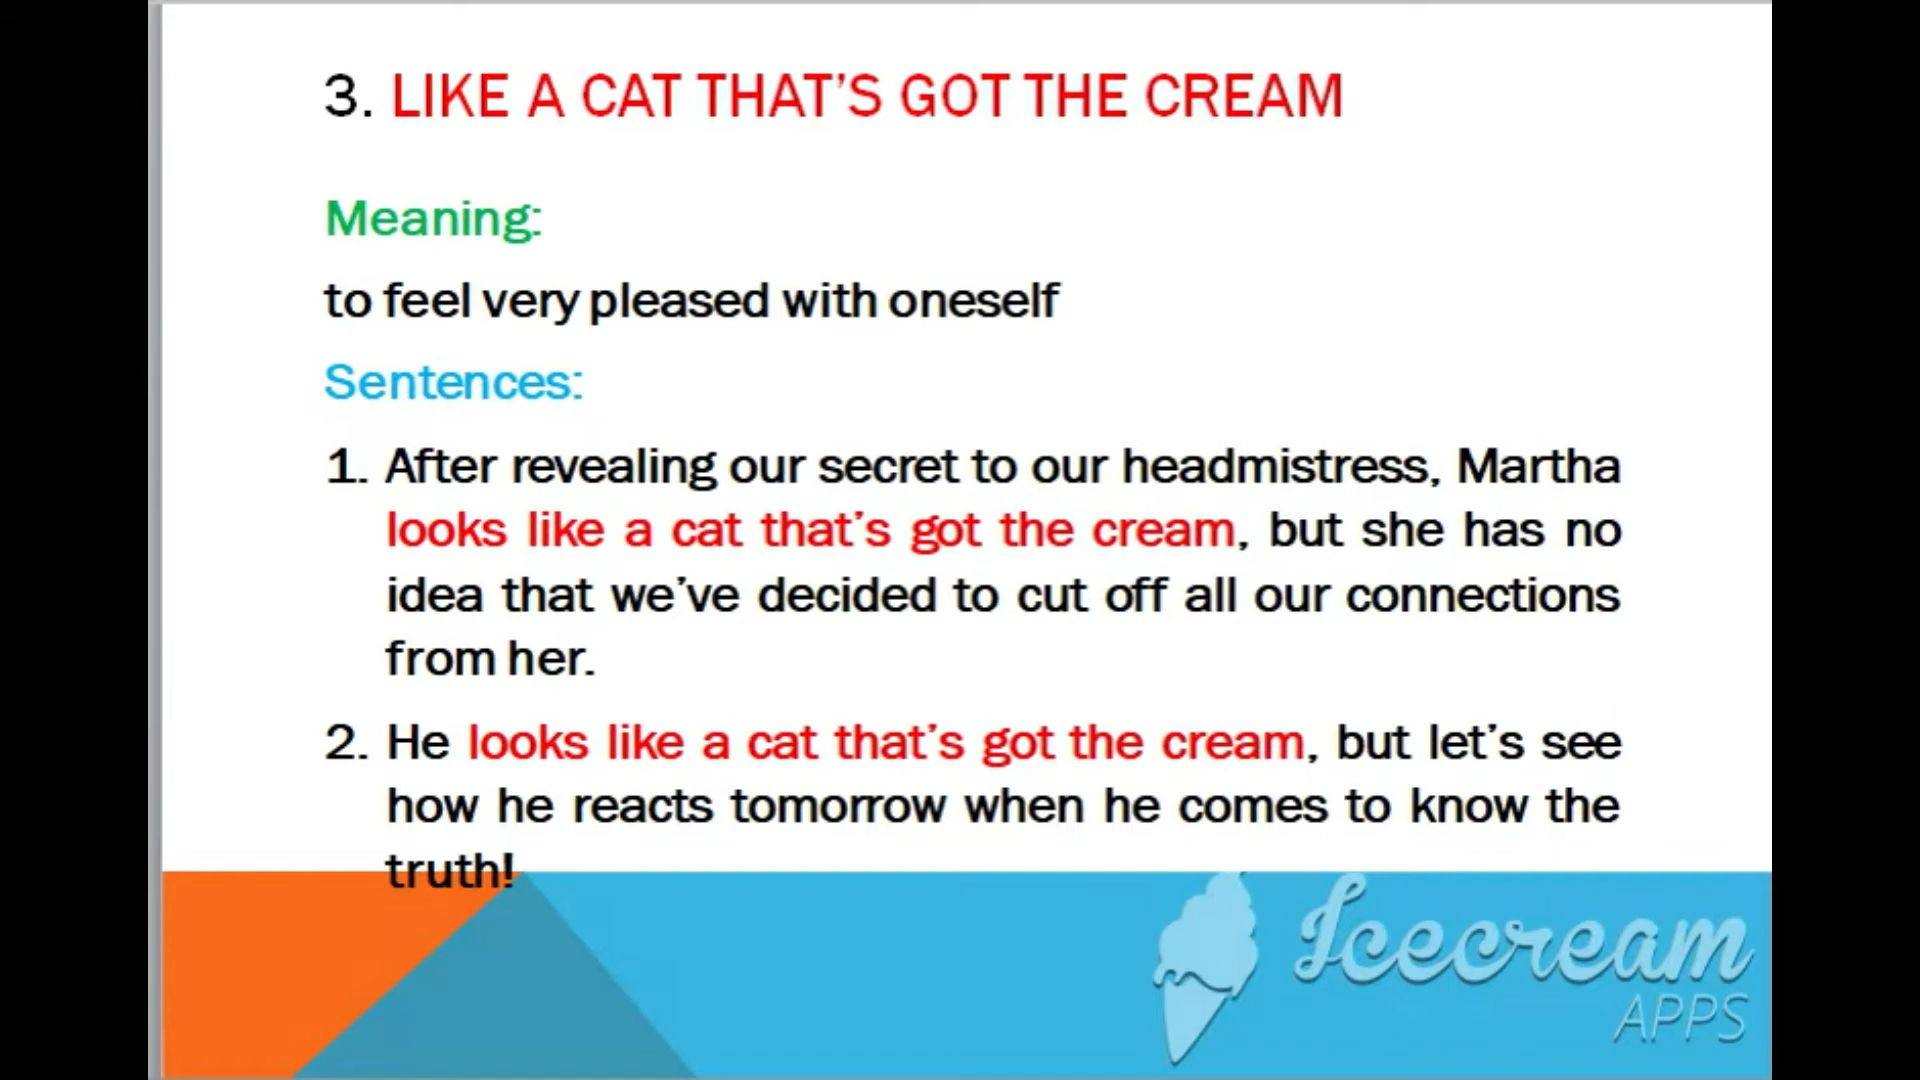 3. LIKE A CAT THAT’S GOT THE CREAM
Meaning:
to feel very pleased with oneself
Sentences:
1. After revealing our secret to our headmistress, Martha
looks like a cat that’s got the cream, but she has no
idea that we’ve decided to cut off all our connections
from her.
2. He looks like a cat that’s got the cream, but let’s see
how he reacts tomorrow when he comes to know the
truth!
Icecream
APPS